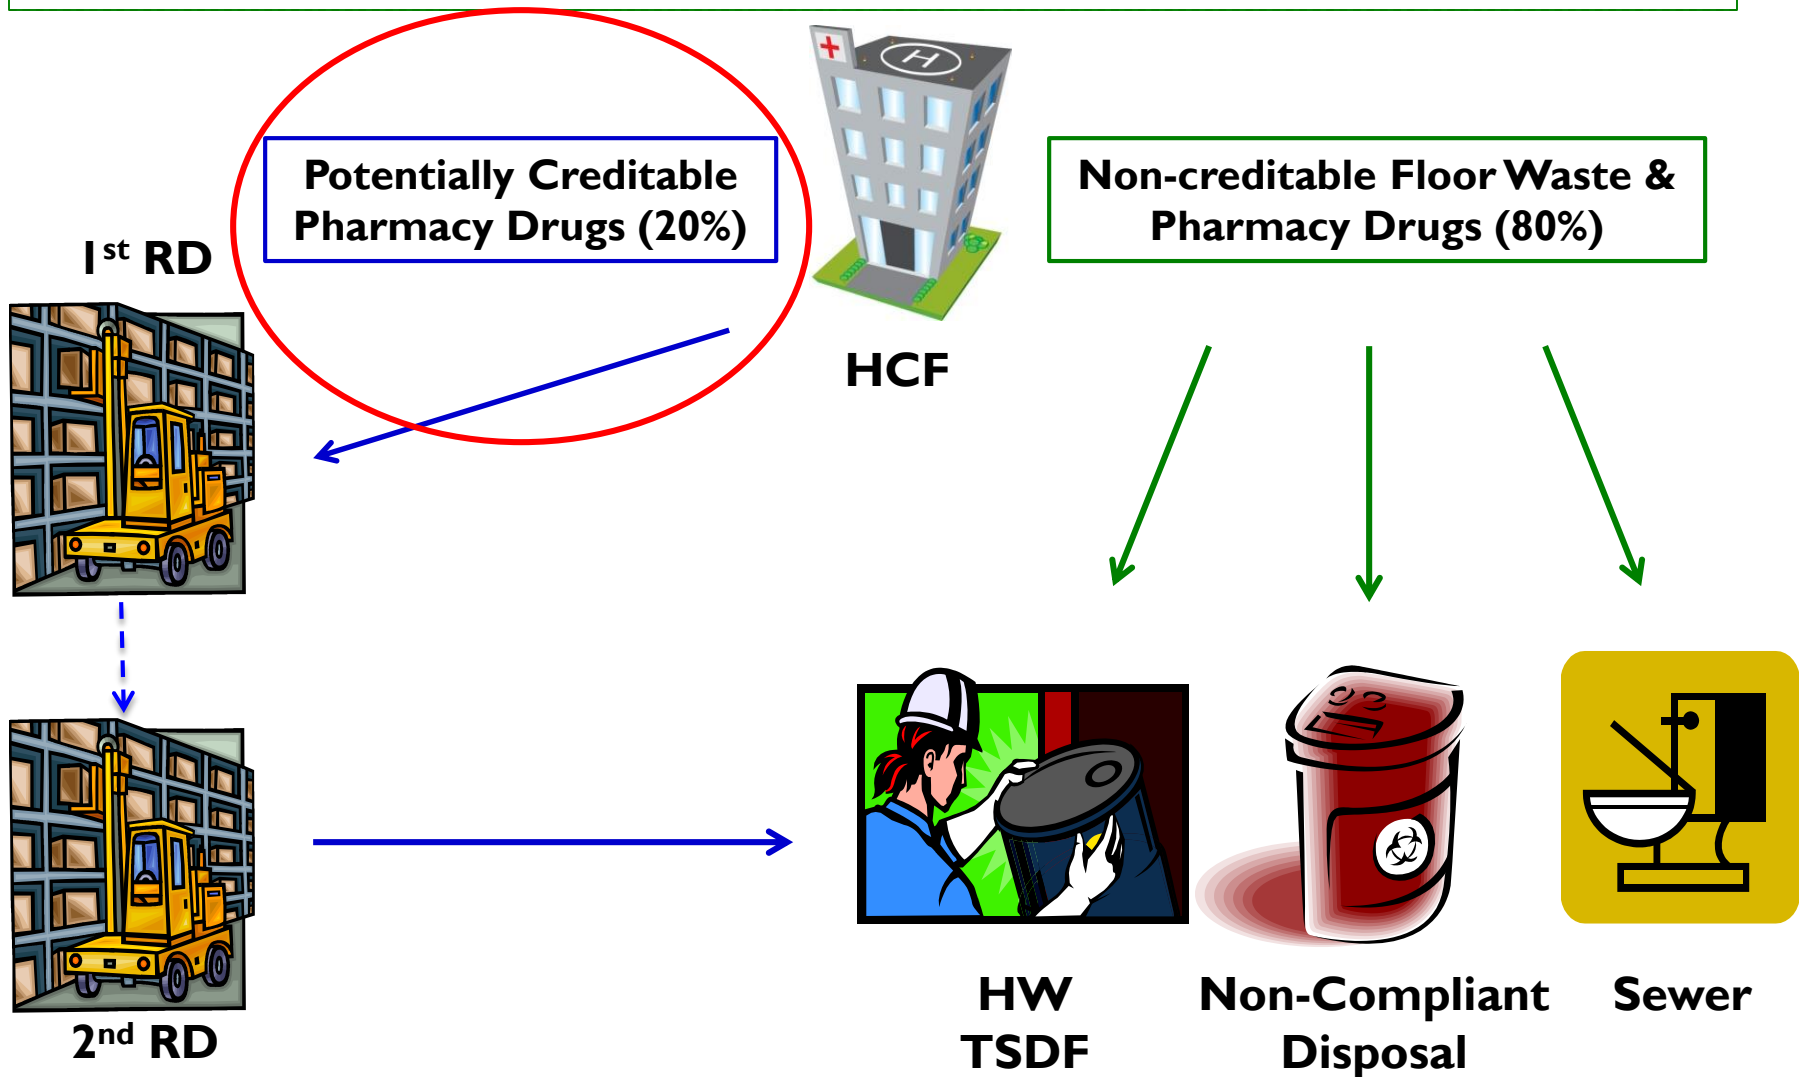 Potentially Creditable
Pharmacy Drugs (20%)
H
Non-creditable Floor Waste &
Pharmacy Drugs (80%)
1st RD
HCF
HW
TSDF
Non-Compliant
Disposal
Sewer
2nd RD